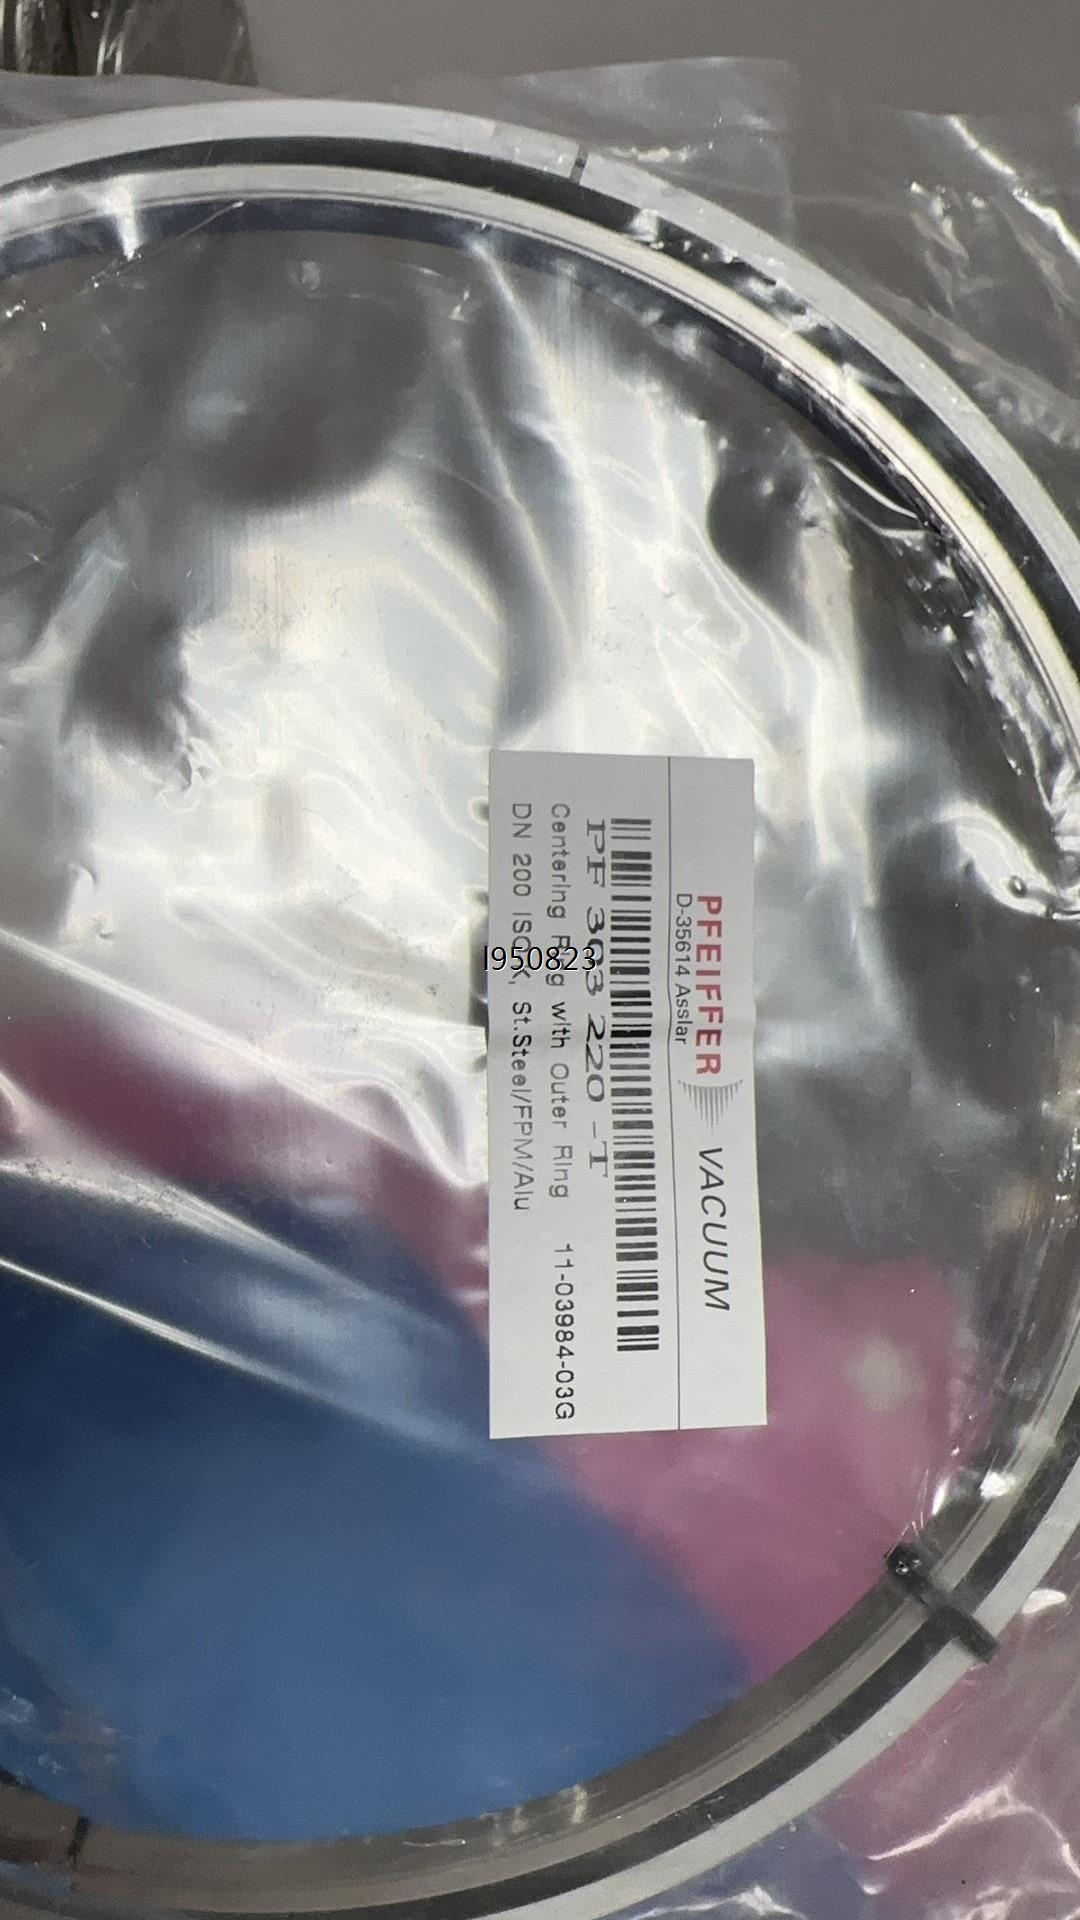 PFEIFFER VACUUM
D-35614 Asslar
PF 303 220 -T
Centering Ring with Outer Ring 11-03984-03G
DN 200 ISO-K, St.Steel/FPM/Alu
I950823